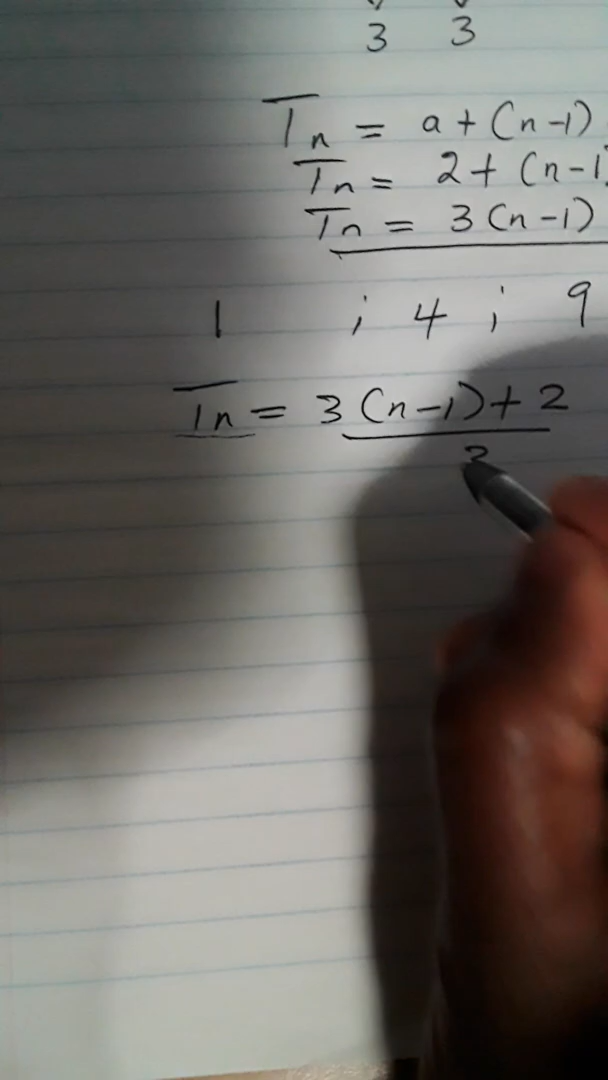 3 3
Tn = a + (n-1)
Tn = 2 + (n-1)
Tn = 3 (n-1)
1 ; 4 ; 9
Tn = 3 (n-1) + 2